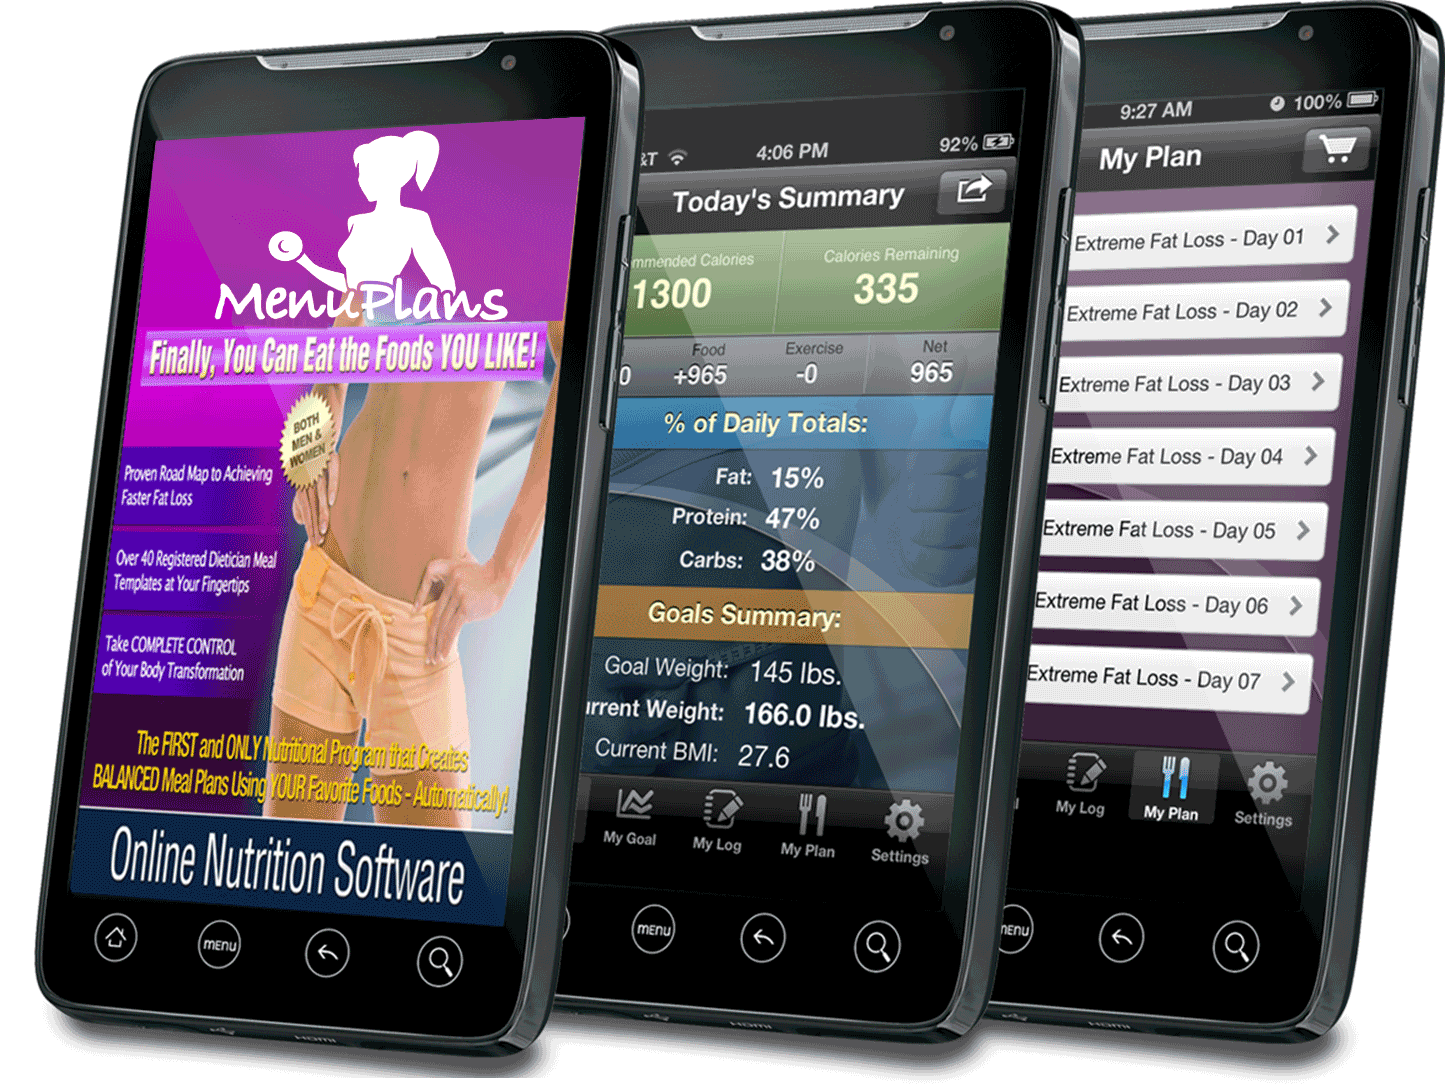 MenuPlans
Finally, You Can Eat the Foods YOU LIKE!
BOTH
MEN &
WOMEN
Proven Road Map to Achieving
Faster Fat Loss
Over 40 Registered Dietician Meal
Templates at Your Fingertips
Take COMPLETE CONTROL
of Your Body Transformation
The FIRST and ONLY Nutritional Program that Creates
BALANCED Meal Plans Using YOUR Favorite Foods - Automatically!
Online Nutrition Software
menu
HDMI
&T 4:06 PM 92%
Today's Summary
mmended Calories Calories Remaining
1300 335
Food Exercise Net
0 +965 -0 965
% of Daily Totals:
Fat: 15%
Protein: 47%
Carbs: 38%
Goals Summary:
Goal Weight: 145 lbs.
urrent Weight: 166.0 lbs.
Current BMI: 27.6
My Goal My Log My Plan Settings
menu
HDMI
9:27 AM 100%
My Plan
Extreme Fat Loss - Day 01
Extreme Fat Loss - Day 02
Extreme Fat Loss - Day 03
Extreme Fat Loss - Day 04
Extreme Fat Loss - Day 05
Extreme Fat Loss - Day 06
Extreme Fat Loss - Day 07
al My Log My Plan Settings
enu
HDMI